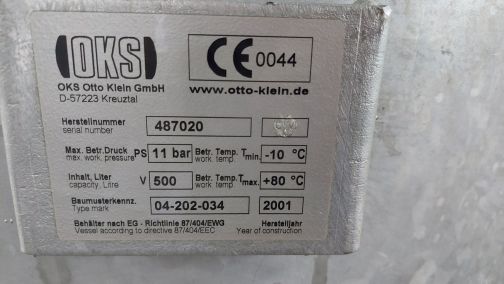 OKS
CE 0044
OKS Otto Klein GmbH
D-57223 Kreuztal
www.otto-klein.de
Herstellnummer
serial number
487020
Max. Betr.Druck
max. work. pressure
PS 11 bar
Betr. Temp.
work. temp.
Tmin. -10 °C
Inhalt, Liter
capacity, Litre
V 500
Betr. Temp.
work. temp.
Tmax. +80 °C
Baumusterkennz.
Type mark
04-202-034
2001
Behälter nach EG - Richtlinie 87/404/EWG
Vessel according to directive 87/404/EEC
Herstelljahr
Year of construction